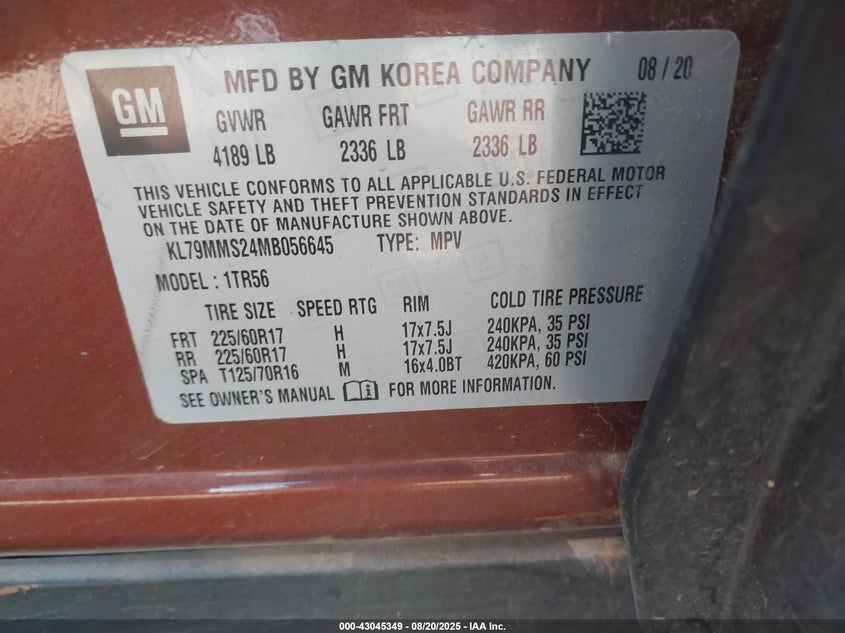 GM
MFD BY GM KOREA COMPANY 08 / 20
GVWR GAWR FRT GAWR RR
4189 LB 2336 LB 2336 LB
THIS VEHICLE CONFORMS TO ALL APPLICABLE U.S. FEDERAL MOTOR
VEHICLE SAFETY AND THEFT PREVENTION STANDARDS IN EFFECT
ON THE DATE OF MANUFACTURE SHOWN ABOVE.
KL79MMS24MB056645 TYPE: MPV
MODEL : 1TR56
TIRE SIZE SPEED RTG RIM COLD TIRE PRESSURE
FRT 225/60R17 H 17x7.5J 240KPA, 35 PSI
RR 225/60R17 H 17x7.5J 240KPA, 35 PSI
SPA T125/70R16 M 16x4.0BT 420KPA, 60 PSI
SEE OWNER'S MANUAL FOR MORE INFORMATION.
000-43045349 - 08/20/2025 - IAA Inc.